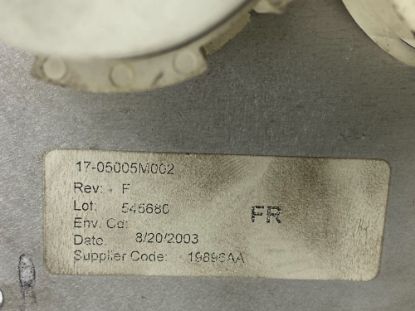 17-05005M002
Rev: F
Lot: 545680
FR
Env. Cd:
Date: 8/20/2003
Supplier Code: 19896AA